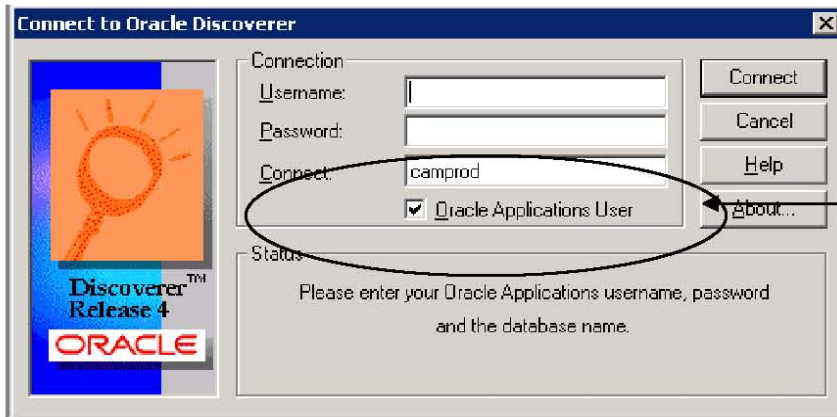 Connect to Oracle Discoverer
Connection
Username:
Password:
Connect: camprod
Oracle Applications User
Connect
Cancel
Help
About...
Discoverer™
Release 4
ORACLE
Status
Please enter your Oracle Applications username, password
and the database name.